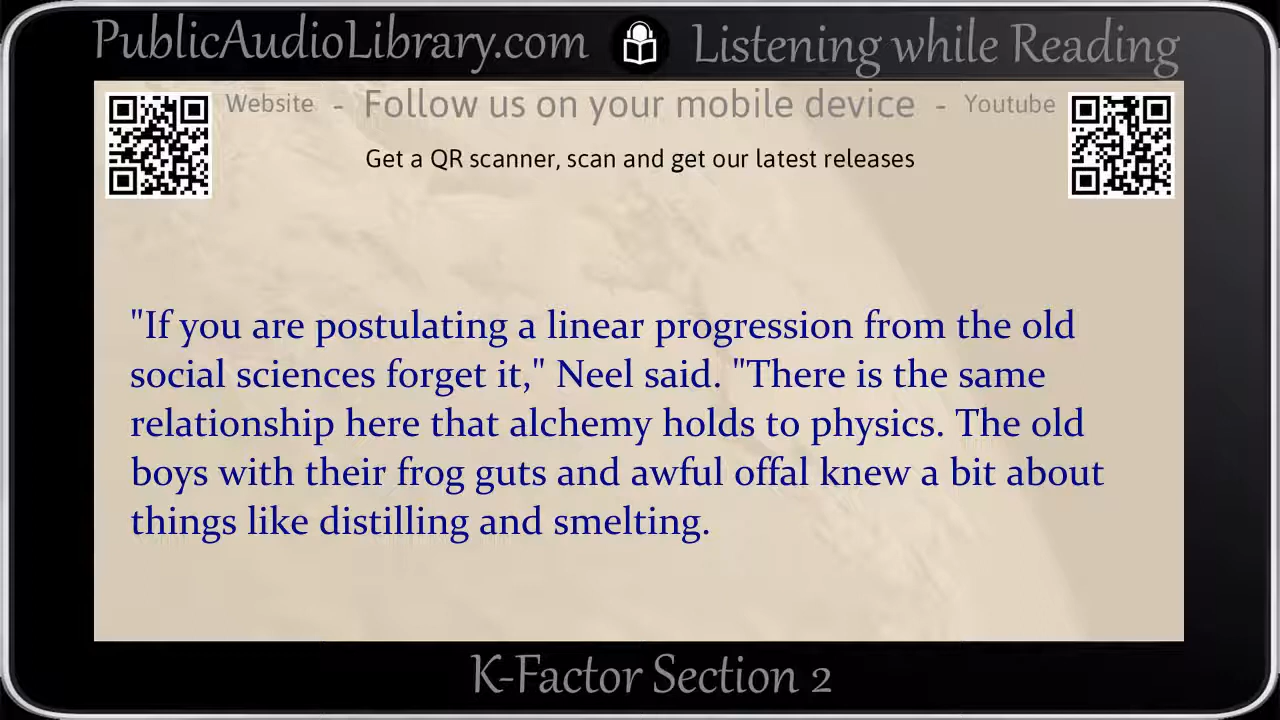 PublicAudioLibrary.com Listening while Reading
Website - Follow us on your mobile device - Youtube
Get a QR scanner, scan and get our latest releases
"If you are postulating a linear progression from the old
social sciences forget it," Neel said. "There is the same
relationship here that alchemy holds to physics. The old
boys with their frog guts and awful offal knew a bit about
things like distilling and smelting.
K-Factor Section 2